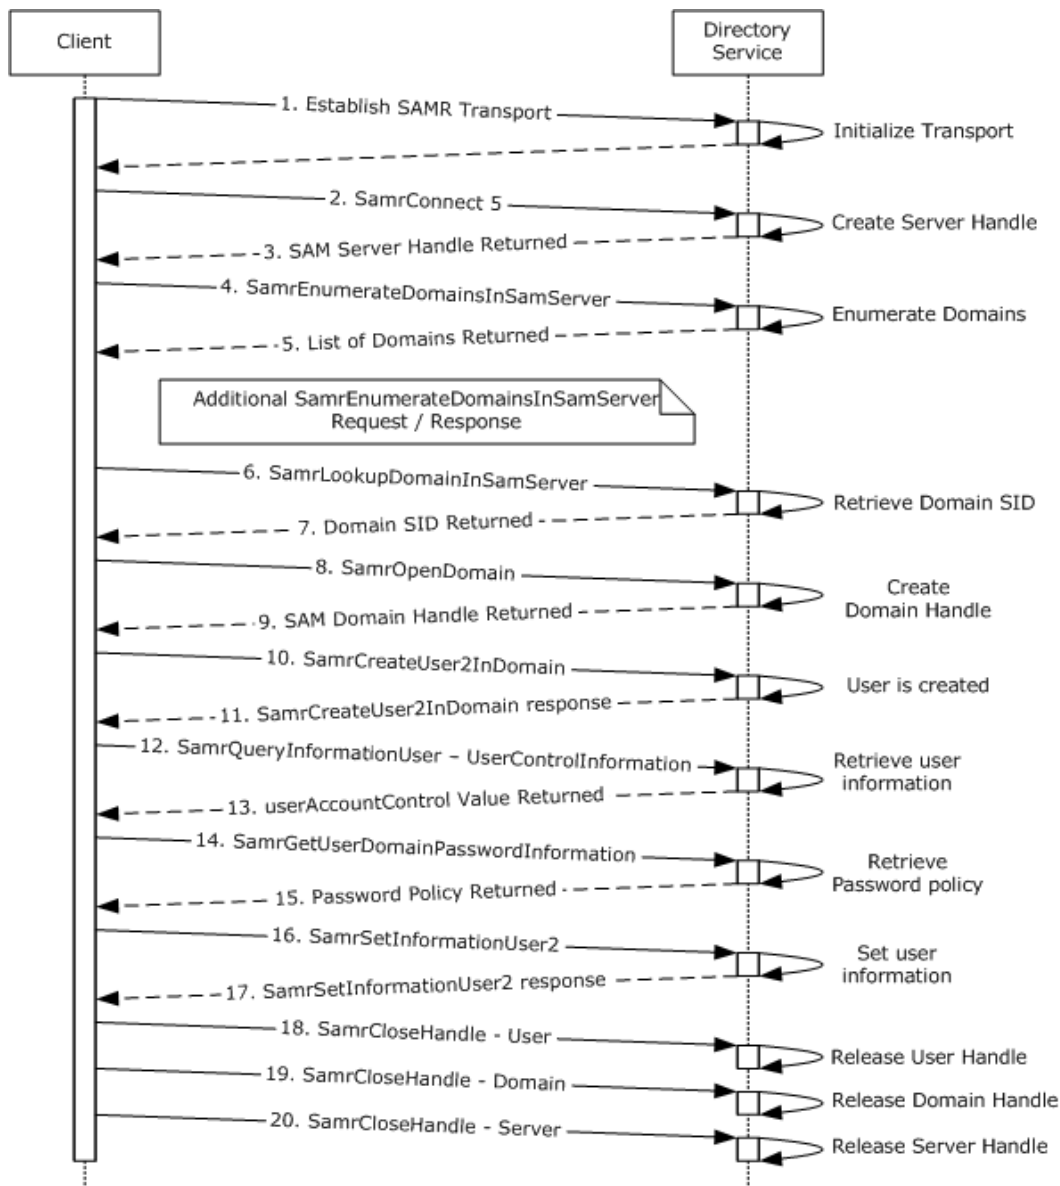 Client
Directory
Service
1. Establish SAMR Transport
Initialize Transport
2. SamrConnect 5
Create Server Handle
3. SAM Server Handle Returned
4. SamrEnumerateDomainsInSamServer
Enumerate Domains
5. List of Domains Returned
Additional SamrEnumerateDomainsInSamServer
Request / Response
6. SamrLookupDomainInSamServer
Retrieve Domain SID
7. Domain SID Returned
8. SamrOpenDomain
Create
Domain Handle
9. SAM Domain Handle Returned
10. SamrCreateUser2InDomain
User is created
11. SamrCreateUser2InDomain response
12. SamrQueryInformationUser – UserControlInformation
Retrieve user
information
13. userAccountControl Value Returned
14. SamrGetUserDomainPasswordInformation
Retrieve
Password policy
15. Password Policy Returned
16. SamrSetInformationUser2
Set user
information
17. SamrSetInformationUser2 response
18. SamrCloseHandle - User
Release User Handle
19. SamrCloseHandle - Domain
Release Domain Handle
20. SamrCloseHandle - Server
Release Server Handle